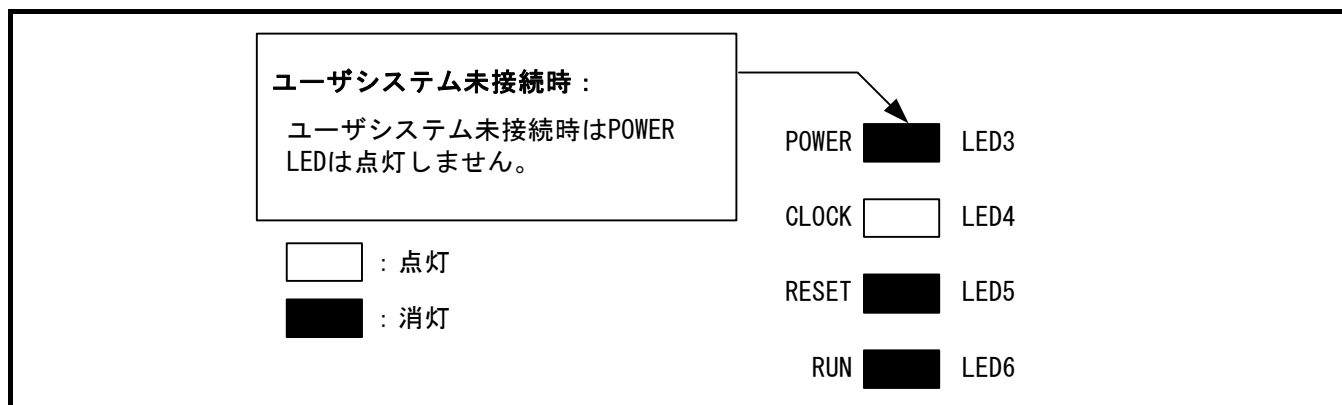 ユーザシステム未接続時：
ユーザシステム未接続時はPOWER
LEDは点灯しません。
：点灯
：消灯
POWER LED3
CLOCK LED4
RESET LED5
RUN LED6